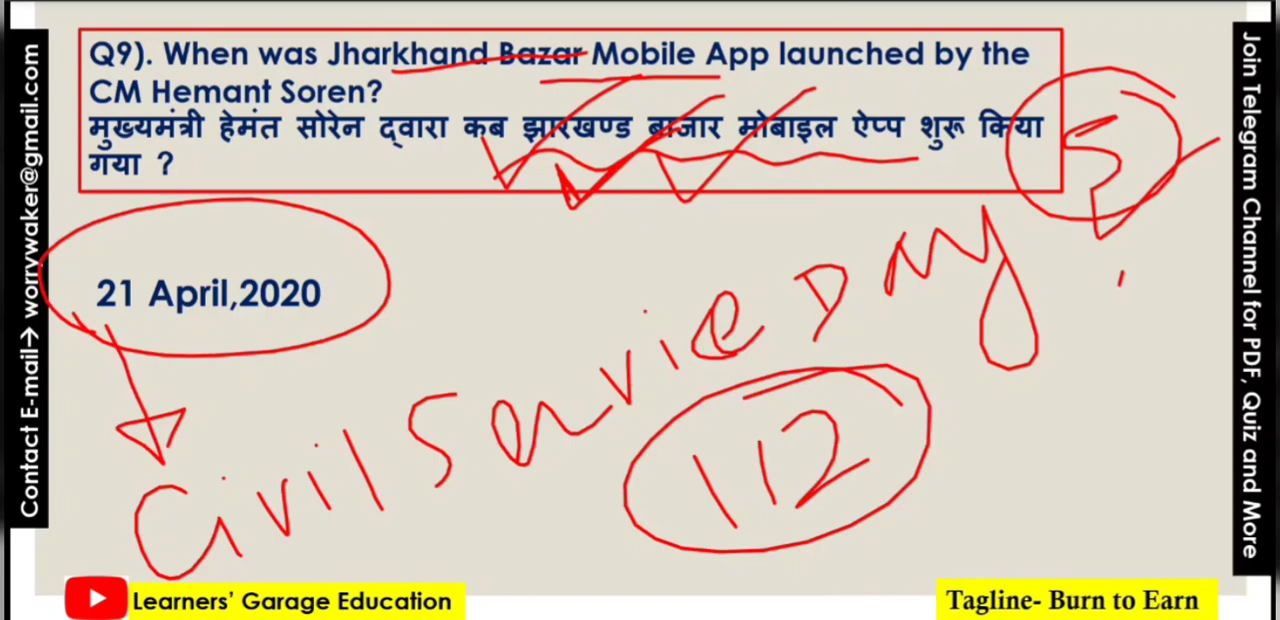 Q9). When was Jharkhand Bazar Mobile App launched by the
CM Hemant Soren?
मुख्यमंत्री हेमंत सोरेन द्वारा कब झारखण्ड बाजार मोबाइल ऐप्प शुरू किया
गया ?
5
21 April,2020
Civil Servie Day
112
Contact E-mail→ worrywaker@gmail.com
Join Telegram Channel for PDF, Quiz and More
Learners’ Garage Education
Tagline- Burn to Earn